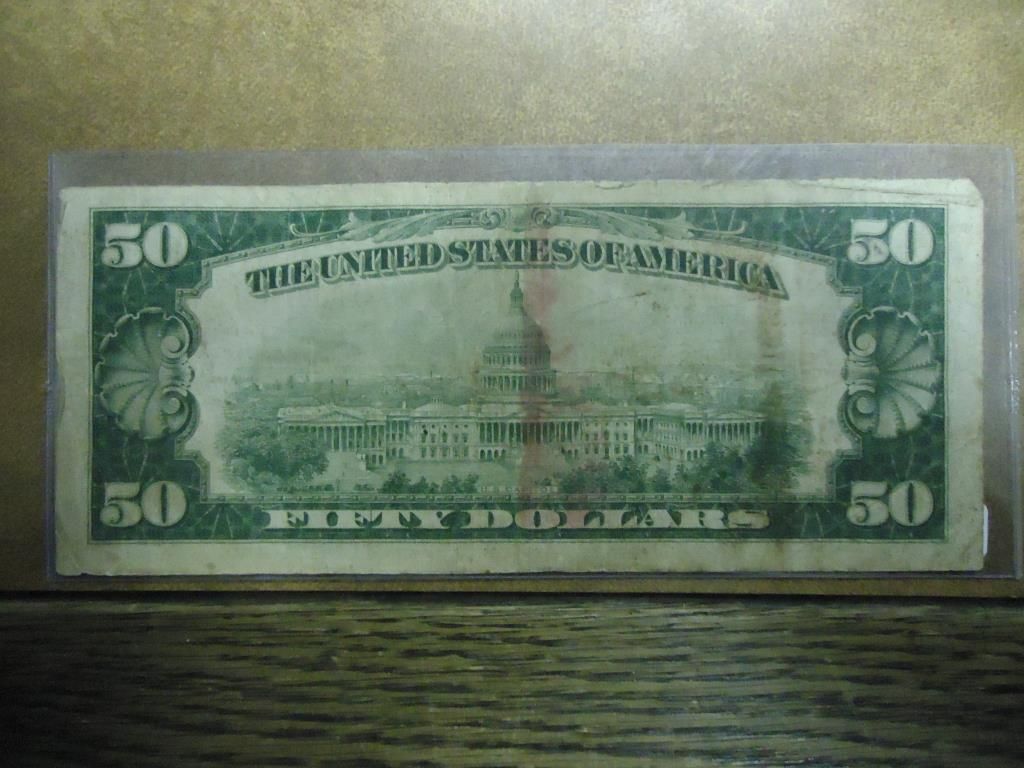 50 50
THE UNITED STATES OF AMERICA
50 50
FIFTY DOLLARS